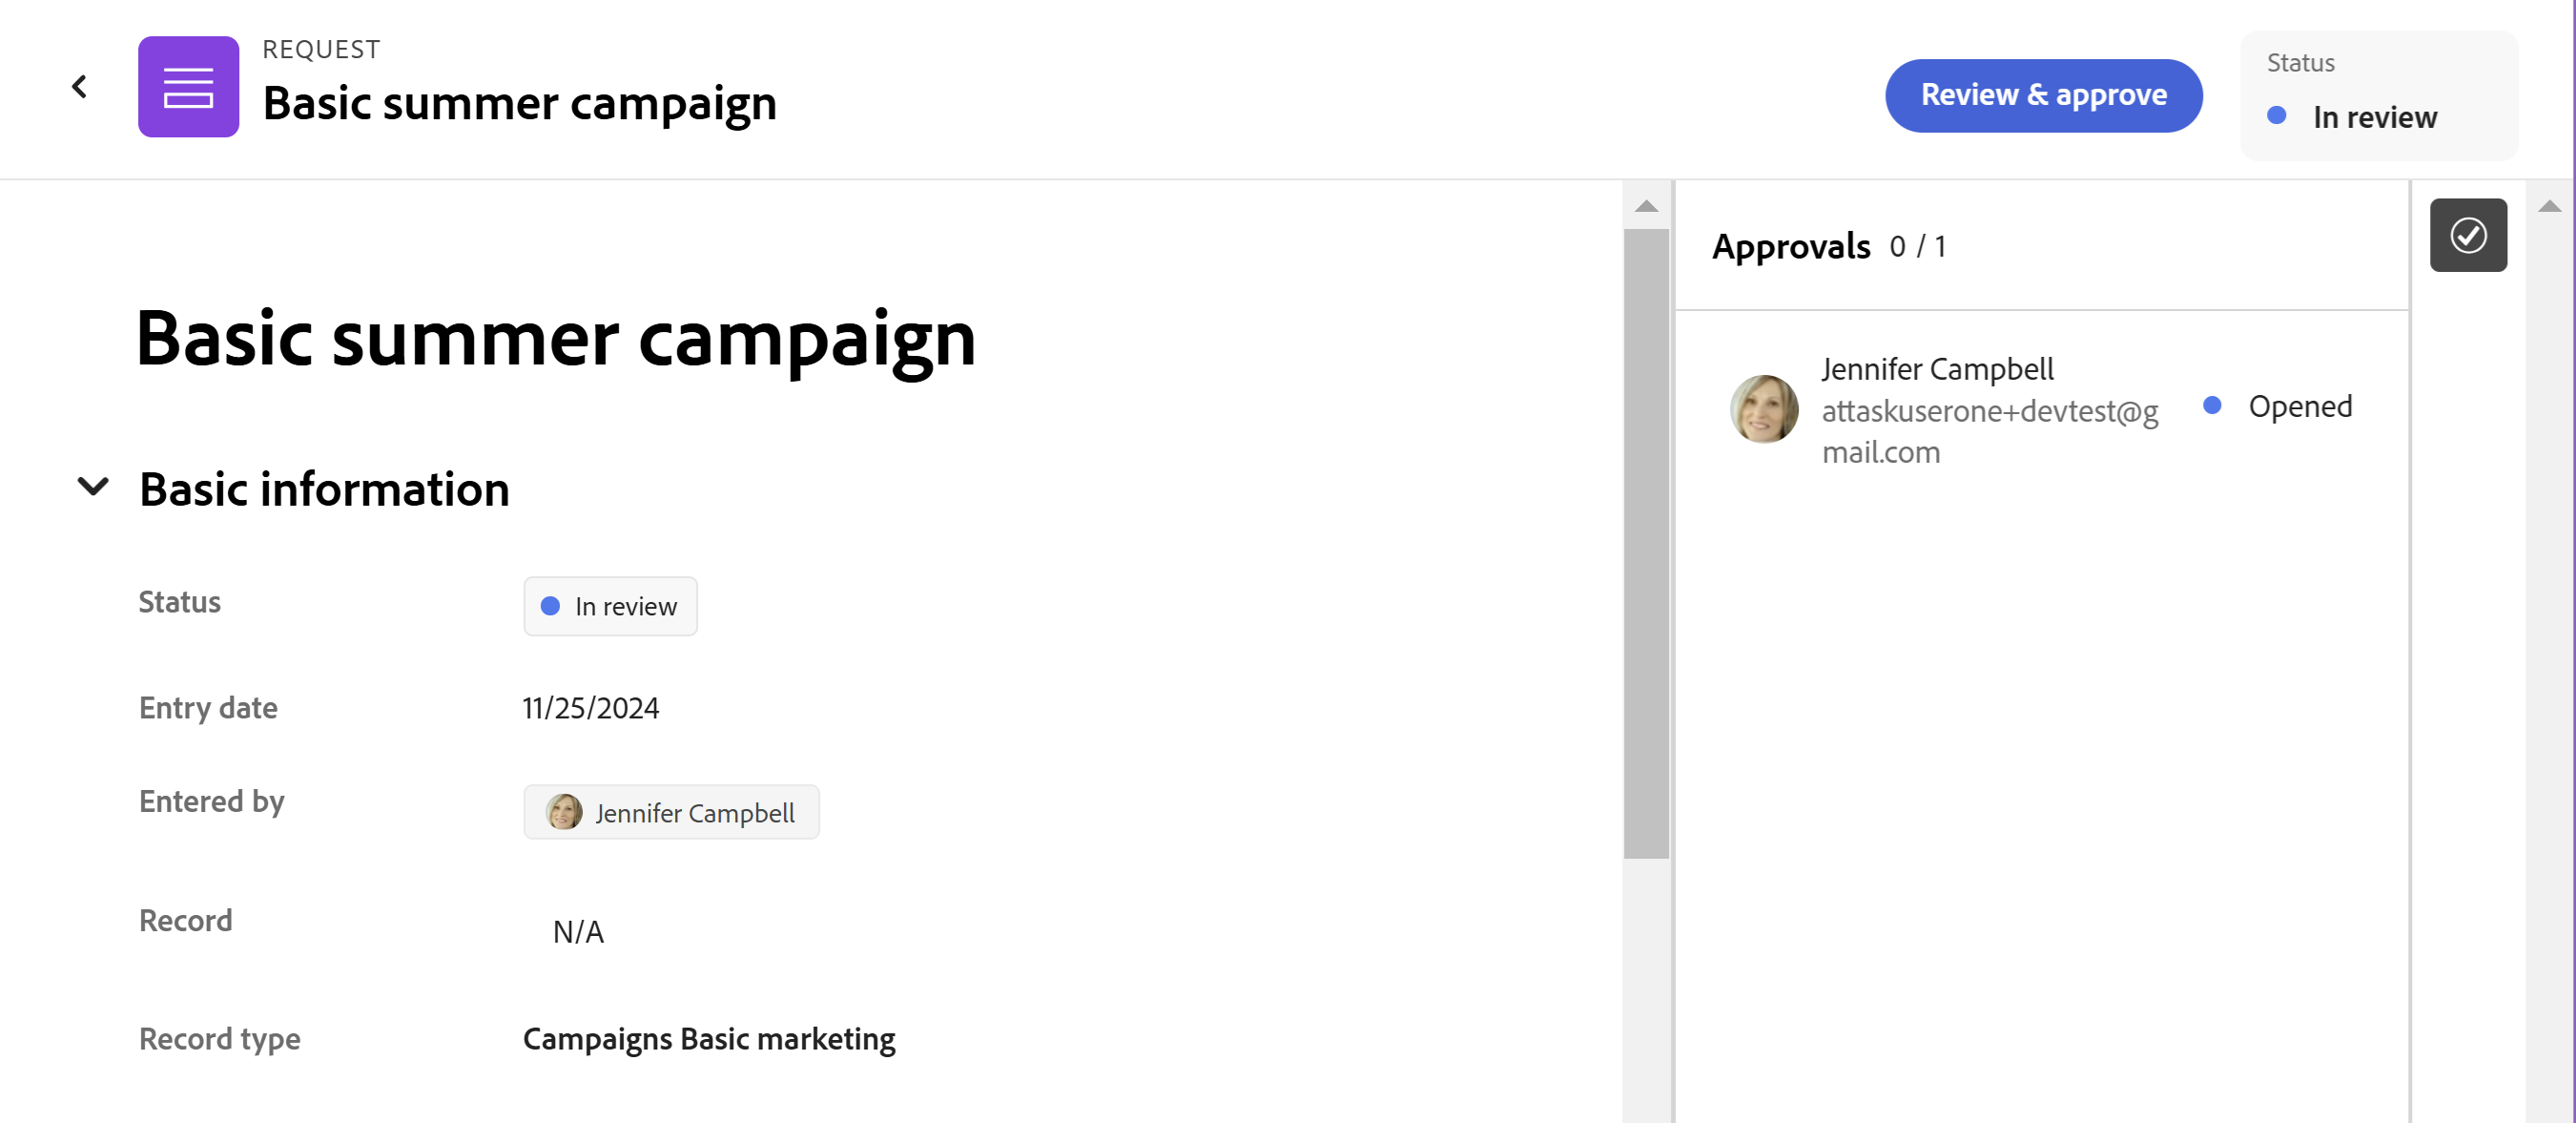 REQUEST
Basic summer campaign
Review & approve
Status
In review
Basic summer campaign
Basic information
Status
In review
Entry date
11/25/2024
Entered by
Jennifer Campbell
Record
N/A
Record type
Campaigns Basic marketing
Approvals 0 / 1
Jennifer Campbell
attaskuserone+devtest@g
mail.com
Opened